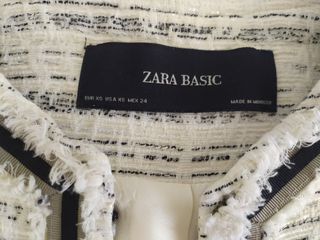 ZARA BASIC
EUR XS USA XS MEX 24
MADE IN MOROCCO